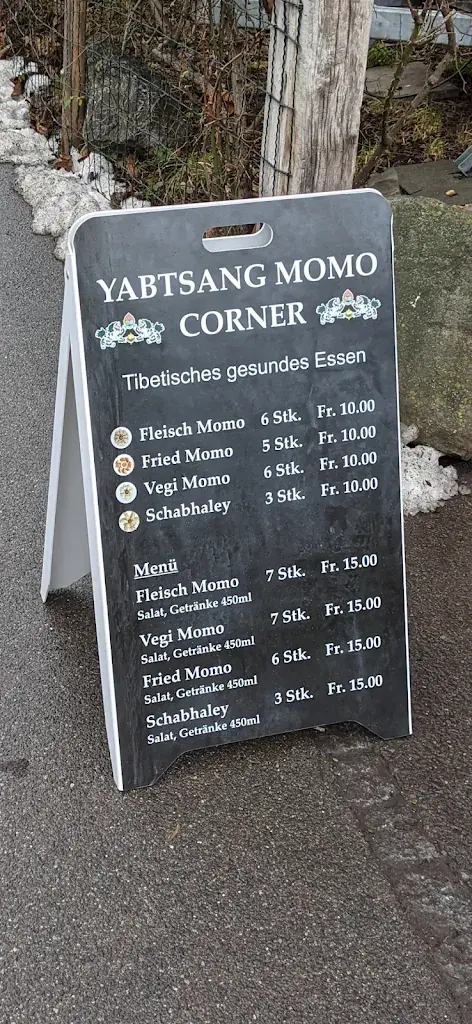 YABTSANG MOMO
CORNER
Tibetisches gesundes Essen
Fleisch Momo 6 Stk. Fr. 10.00
Fried Momo 5 Stk. Fr. 10.00
Vegi Momo 6 Stk. Fr. 10.00
Schabhaley 3 Stk. Fr. 10.00
Menü
Fleisch Momo 7 Stk. Fr. 15.00
Salat, Getränke 450ml
Vegi Momo 7 Stk. Fr. 15.00
Salat, Getränke 450ml
Fried Momo 6 Stk. Fr. 15.00
Salat, Getränke 450ml
Schabhaley 3 Stk. Fr. 15.00
Salat, Getränke 450ml